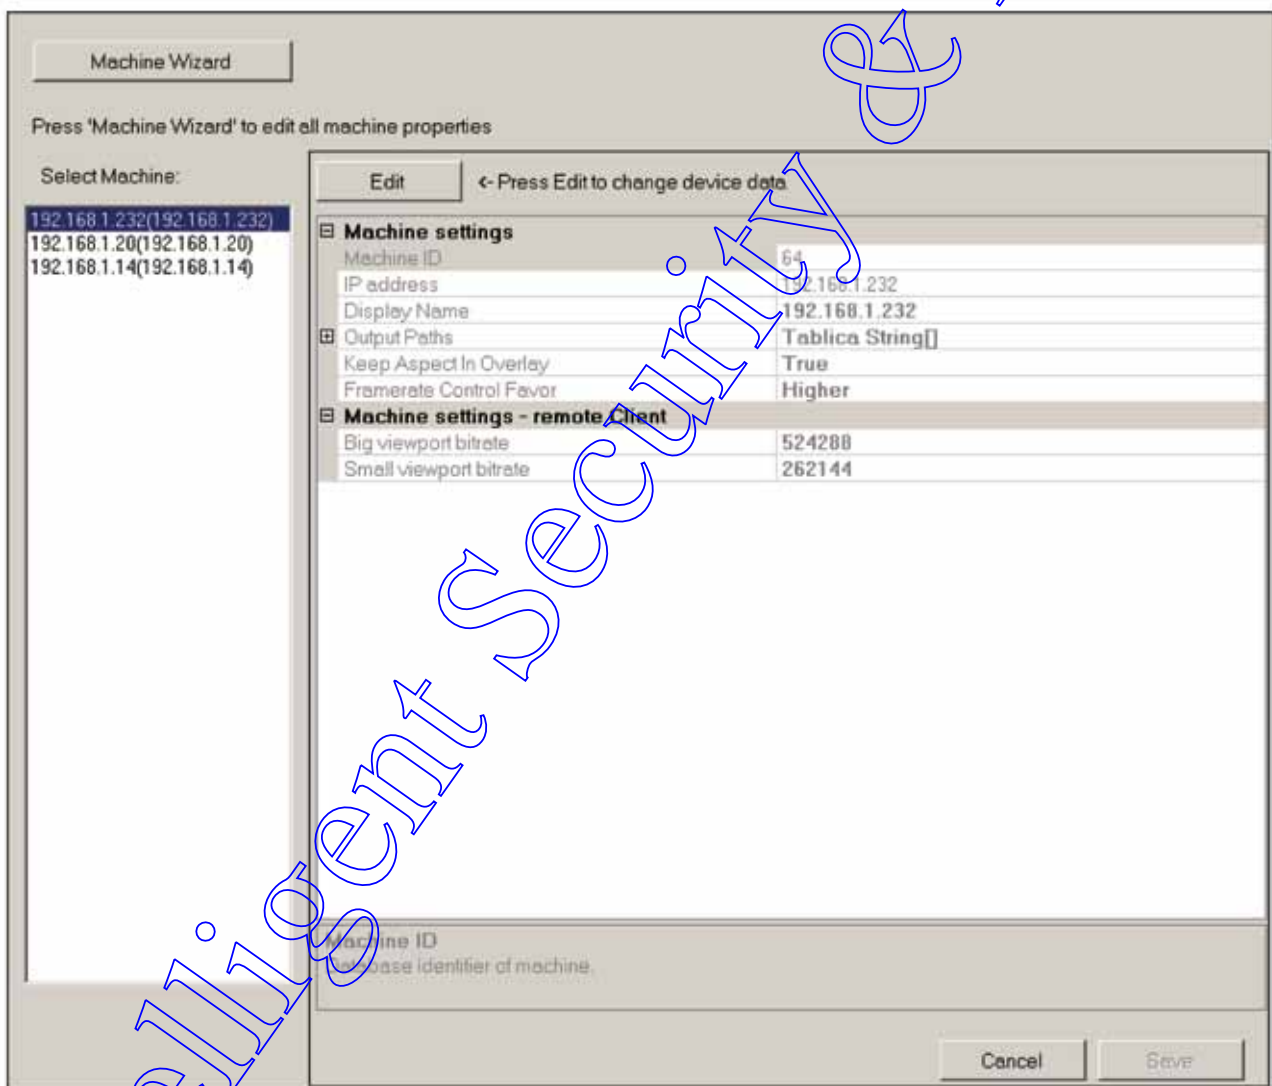 Machine Wizard
Press 'Machine Wizard' to edit all machine properties
Select Machine:
192.168.1.232(192.168.1.232)
192.168.1.20(192.168.1.20)
192.168.1.14(192.168.1.14)
Edit <- Press Edit to change device data
Machine settings
Machine ID 64
IP address 192.168.1.232
Display Name 192.168.1.232
Output Paths Tablica String[]
Keep Aspect In Overlay True
Framerate Control Favor Higher
Machine settings - remote Client
Big viewport bitrate 524288
Small viewport bitrate 262144
Machine ID
Database identifier of machine.
Cancel Save
lligent Security &